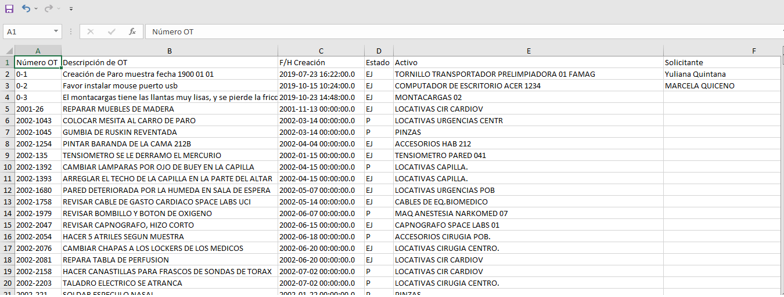 A1 Número OT
A B C D E F
1 Número OT Descripción de OT F/H Creación Estado Activo Solicitante
2 0-1 Creación de Paro muestra fecha 1900 01 01 2019-07-23 16:22:00.0 EJ TORNILLO TRANSPORTADOR PRELIMPIADORA 01 FAMAG Yuliana Quintana
3 0-2 Favor instalar mouse puerto usb 2019-10-15 10:24:00.0 EJ COMPUTADOR DE ESCRITORIO ACER 1234 MARCELA QUICENO
4 0-3 El montacargas tiene las llantas muy lisas, y se pierde la fricc 2019-10-23 14:48:00.0 EJ MONTACARGAS 02
5 2001-26 REPARAR MUEBLES DE MADERA 2001-11-13 00:00:00.0 EJ LOCATIVAS CIR CARDIOV
6 2001-1043 COLOCAR MESITA AL CARRO DE PARO 2002-03-14 00:00:00.0 P LOCATIVAS URGENCIAS CENTR
7 2002-1045 GUMBIA DE RUSKIN REVENTADA 2002-03-14 00:00:00.0 P PINZAS
8 2002-1254 PINTAR BARANDA DE LA CAMA 212B 2002-04-04 00:00:00.0 EJ ACCESORIOS HAB 212
9 2002-135 TENSIOMETRO SE LE DERRAMO EL MERCURIO 2002-01-15 00:00:00.0 EJ TENSIOMETRO PARED 041
10 2002-1392 CAMBIAR LAMPARAS POR OJO DE BUEY EN LA CAPILLA 2002-04-15 00:00:00.0 P LOCATIVAS CAPILLA.
11 2002-1393 ARREGLAR EL TECHO DE LA CAPILLA EN LA PARTE DEL ALTAR 2002-04-15 00:00:00.0 EJ LOCATIVAS CAPILLA.
12 2002-1680 PARED DETERIORADA POR LA HUMEDA EN SALA DE ESPERA 2002-05-07 00:00:00.0 EJ LOCATIVAS URGENCIAS POB
13 2002-1758 REVISAR CABLE DE GASTO CARDIACO SPACE LABS UCI 2002-05-14 00:00:00.0 EJ CABLES DE EQ.BIOMEDICO
14 2002-1979 REVISAR BOMBILLO Y BOTON DE OXIGENO 2002-06-07 00:00:00.0 P MAQ ANESTESIA NARKOMED 07
15 2002-2047 REVISAR CAPNOGRAFO, HIZO CORTO 2002-06-15 00:00:00.0 EJ CAPNOGRAFO SPACE LABS 01
16 2002-2054 HACER 5 ATRILES SEGUN MUESTRA 2002-06-18 00:00:00.0 P ACCESORIOS CIRUGIA POB.
17 2002-2076 CAMBIAR CHAPAS A LOS LOCKERS DE LOS MEDICOS 2002-06-20 00:00:00.0 EJ LOCATIVAS CIRUGIA CENTRO.
18 2002-2081 REPARA TABLA DE PERFUSION 2002-06-20 00:00:00.0 EJ LOCATIVAS CIR CARDIOV
19 2002-2158 HACER CANASTILLAS PARA FRASCOS DE SONDAS DE TORAX 2002-07-02 00:00:00.0 P LOCATIVAS CIR CARDIOV
20 2002-2203 TALADRO ELECTRICO SE ATRANCA 2002-07-02 00:00:00.0 P LOCATIVAS CIRUGIA CENTRO.
21 2002-221 SOLDAR ESPECULO NASAL 2002-01-22 00:00:00.0 P PINZAS